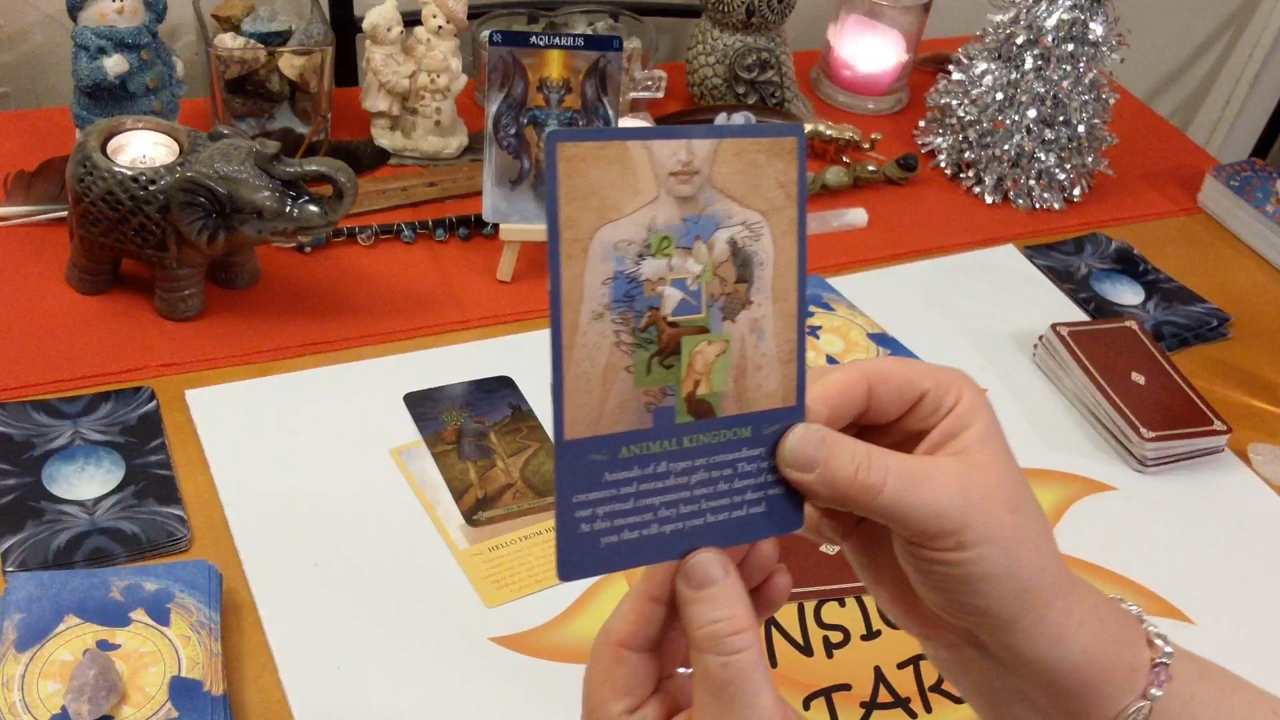 AQUARIUS
ANIMAL KINGDOM
Animals of all types are extraordinary
creatures and miraculous gifts to us. They've
our spiritual companions since the dawn of
At this moment, they have lessons to share with
you that will open your heart and soul.
HELLO FROM HE
NSI
TAR